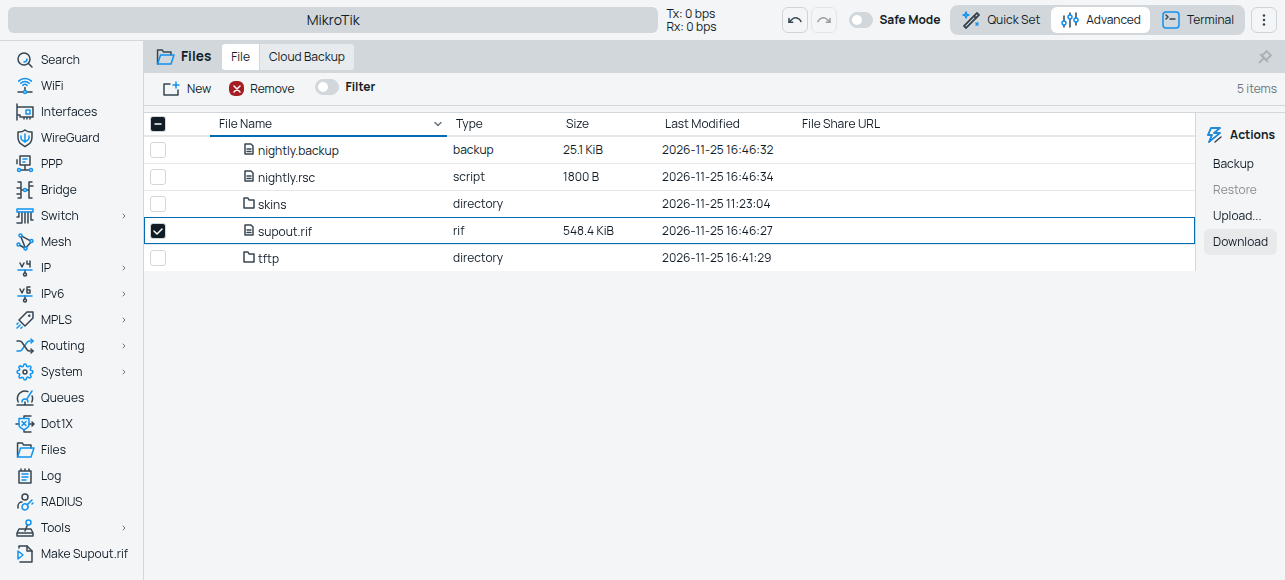 MikroTik
Tx: 0 bps
Rx: 0 bps
Safe Mode
Quick Set
Advanced
Terminal
Search
WiFi
Interfaces
WireGuard
PPP
Bridge
Switch
Mesh
IP
IPv6
MPLS
Routing
System
Queues
Dot1X
Files
Log
RADIUS
Tools
Make Supout.rif
Files
File
Cloud Backup
New
Remove
Filter
5 items
File Name Type Size Last Modified File Share URL
nightly.backup backup 25.1 KiB 2026-11-25 16:46:32
nightly.rsc script 1800 B 2026-11-25 16:46:34
skins directory 2026-11-25 11:23:04
supout.rif rif 548.4 KiB 2026-11-25 16:46:27
tftp directory 2026-11-25 16:41:29
Actions
Backup
Restore
Upload...
Download